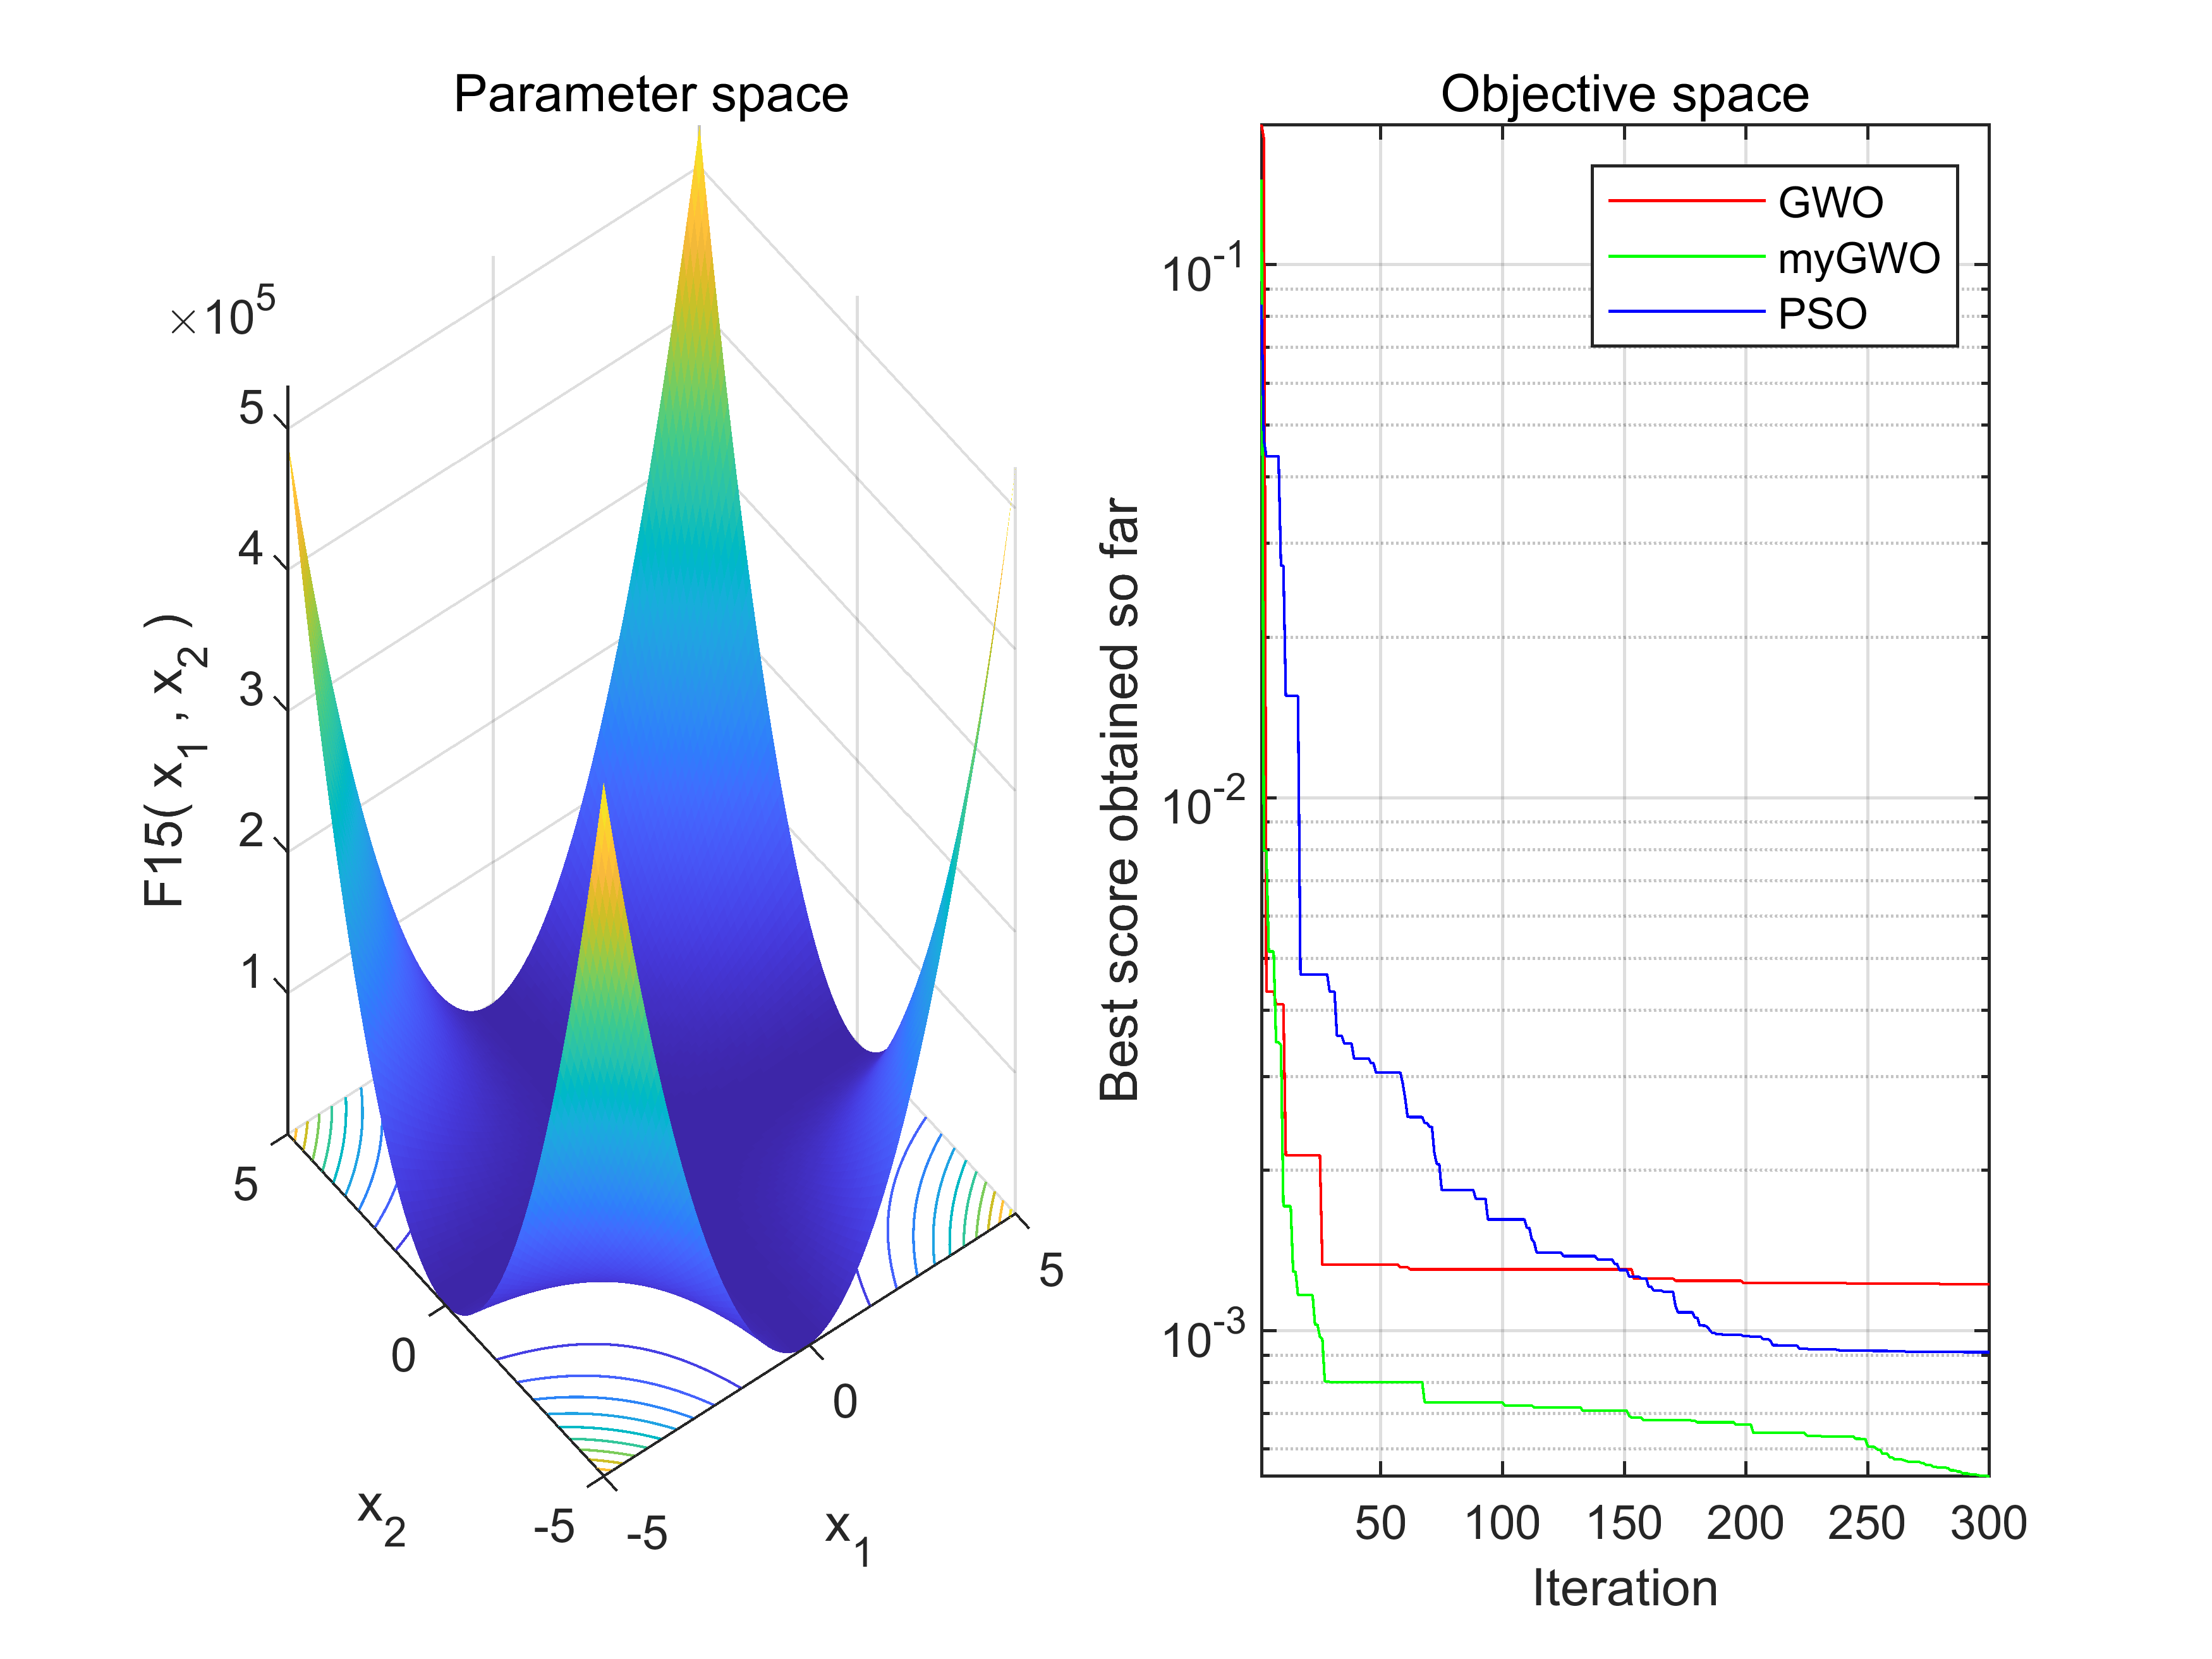 Parameter space
×10^5
5
4
3
2
1
F15( x_1 , x_2 )
5
0
-5
x_2
-5
0
5
x_1
Objective space
GWO
myGWO
PSO
10^-1
10^-2
10^-3
Best score obtained so far
50 100 150 200 250 300
Iteration